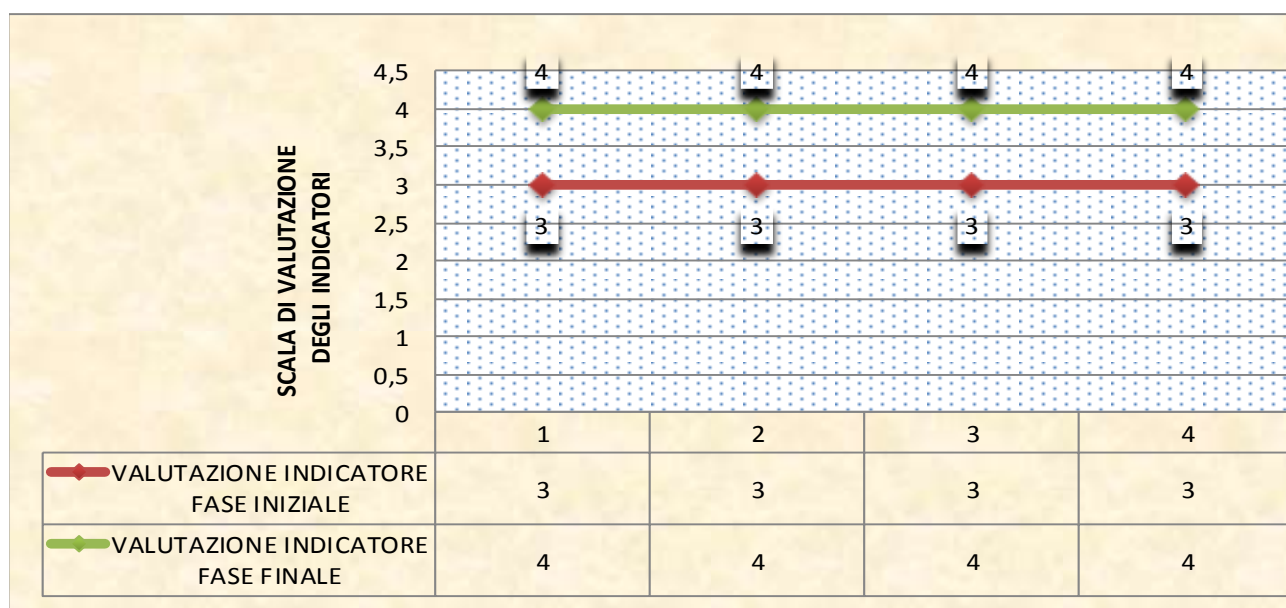 4 4 4 4
4,5
4
3,5
3
2,5
2
1,5
1
0,5
0
SCALA DI VALUTAZIONE
DEGLI INDICATORI
3 3 3 3
1 2 3 4
VALUTAZIONE INDICATORE
FASE INIZIALE
3 3 3 3
VALUTAZIONE INDICATORE
FASE FINALE
4 4 4 4